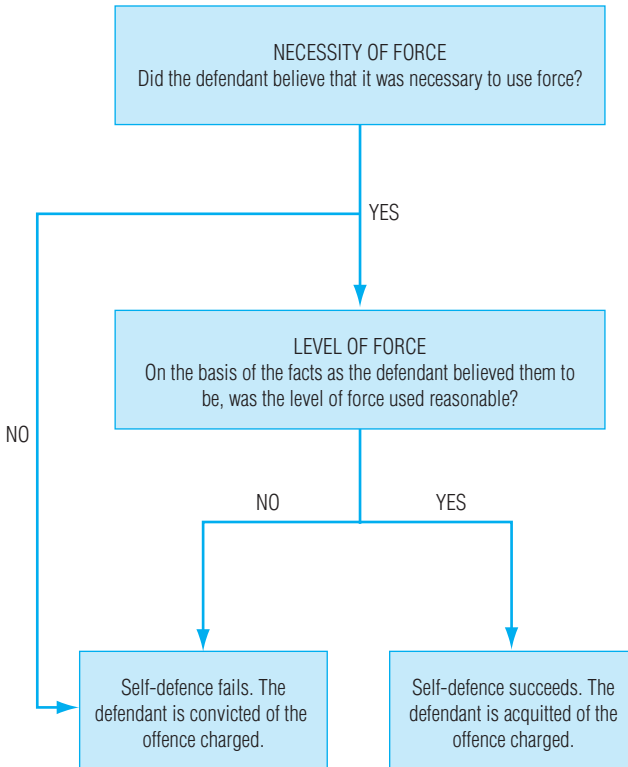 NECESSITY OF FORCE
Did the defendant believe that it was necessary to use force?
YES
LEVEL OF FORCE
On the basis of the facts as the defendant believed them to
be, was the level of force used reasonable?
NO
NO
YES
Self-defence fails. The
defendant is convicted of the
offence charged.
Self-defence succeeds. The
defendant is acquitted of the
offence charged.